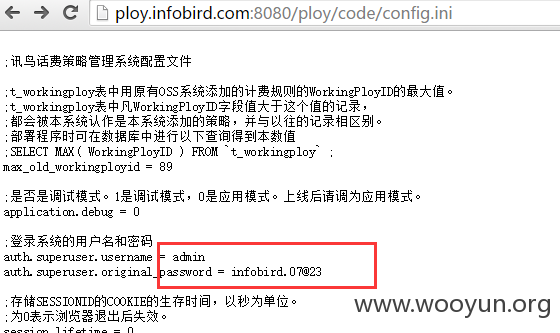 ploy.infobird.com:8080/ploy/code/config.ini
;讯鸟话费策略管理系统配置文件
;t_workingploy表中用原有OSS系统添加的计费规则的WorkingPloyID的最大值。
;t_workingploy表中凡WorkingPloyID字段值大于这个值的记录，
;都会被本系统认作是本系统添加的策略，并与以往的记录相区别。
;部署程序时可在数据库中进行以下查询得到本数值
;SELECT MAX( WorkingPloyID ) FROM `t_workingploy` ;
max_old_workingployid = 89
;是否是调试模式。1是调试模式，0是应用模式。上线后请调为应用模式。
application.debug = 0
;登录系统的用户名和密码
auth.superuser.username = admin
auth.superuser.original_password = infobird.07@23
;存储SESSIONID的COOKIE的生存时间，以秒为单位。
;为0表示浏览器退出后失效。
session.lifetime = 0
www.wooyun.org